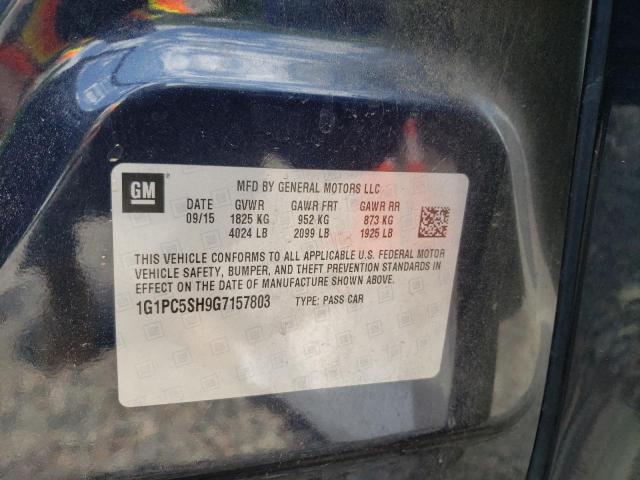 GM
MFD BY GENERAL MOTORS LLC
DATE GVWR GAWR FRT GAWR RR
09/15 1825 KG 952 KG 873 KG
4024 LB 2099 LB 1925 LB
THIS VEHICLE CONFORMS TO ALL APPLICABLE U.S. FEDERAL MOTOR
VEHICLE SAFETY, BUMPER, AND THEFT PREVENTION STANDARDS IN
EFFECT ON THE DATE OF MANUFACTURE SHOWN ABOVE.
1G1PC5SH9G7157803 TYPE: PASS CAR